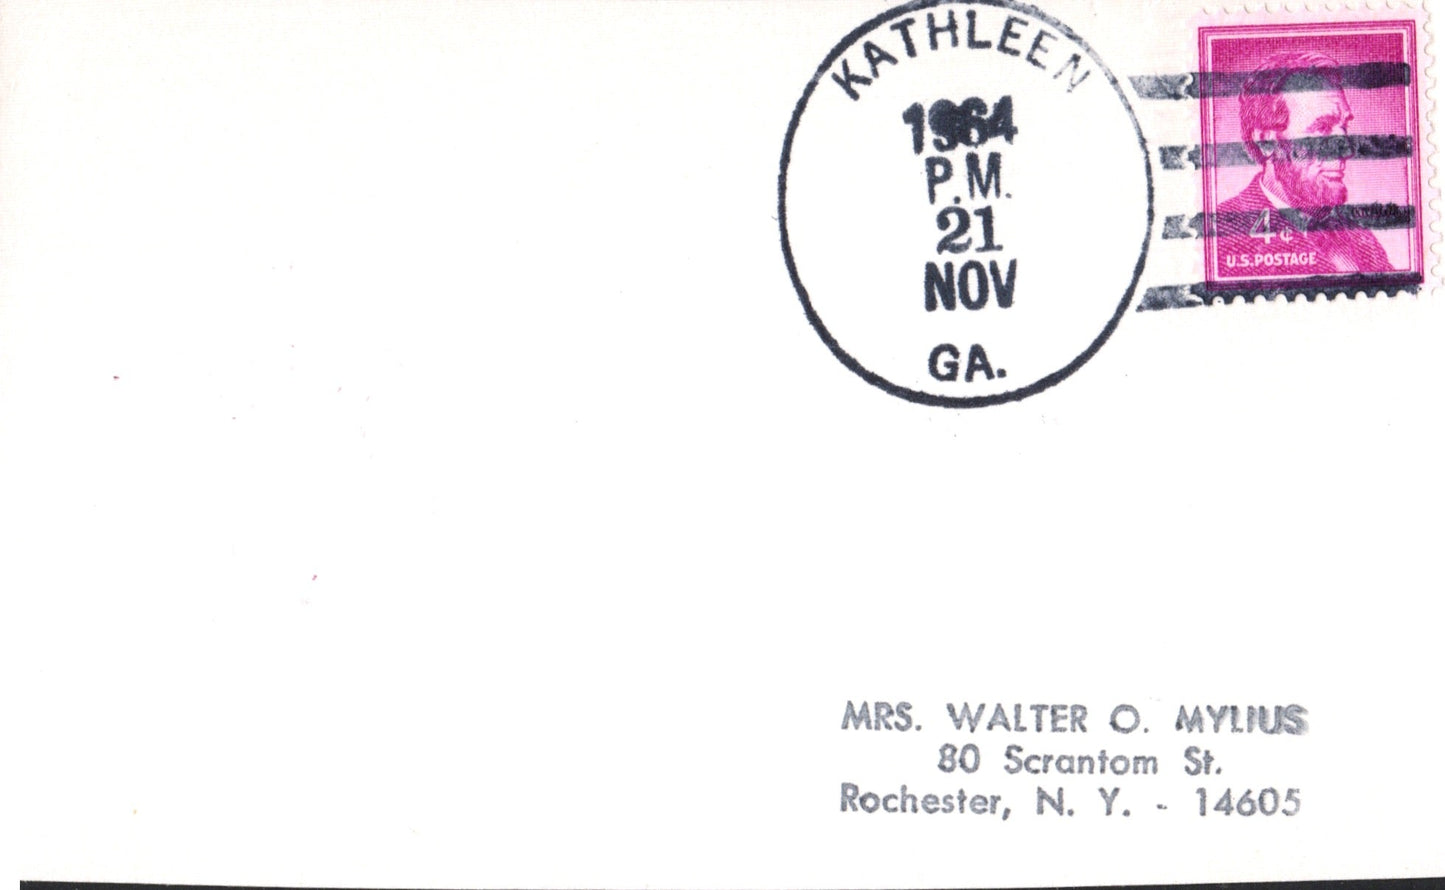 KATHLEEN
1964
P.M.
21
NOV
GA.
4¢
U.S. POSTAGE
MRS. WALTER O. MYLIUS
80 Scrantom St.
Rochester, N. Y. - 14605